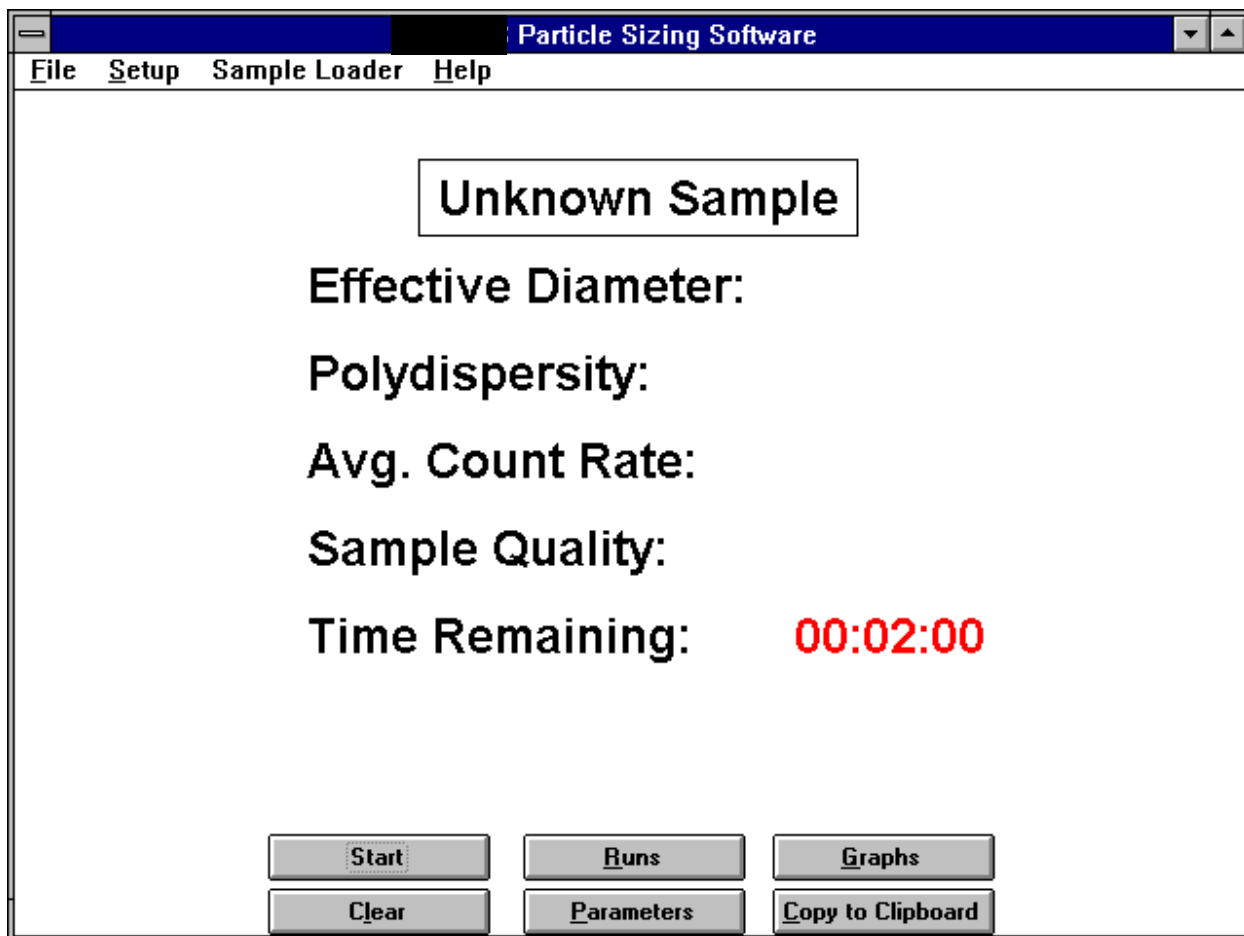 Particle Sizing Software
File Setup Sample Loader Help
Unknown Sample
Effective Diameter:
Polydispersity:
Avg. Count Rate:
Sample Quality:
Time Remaining: 00:02:00
Start Runs Graphs
Clear Parameters Copy to Clipboard